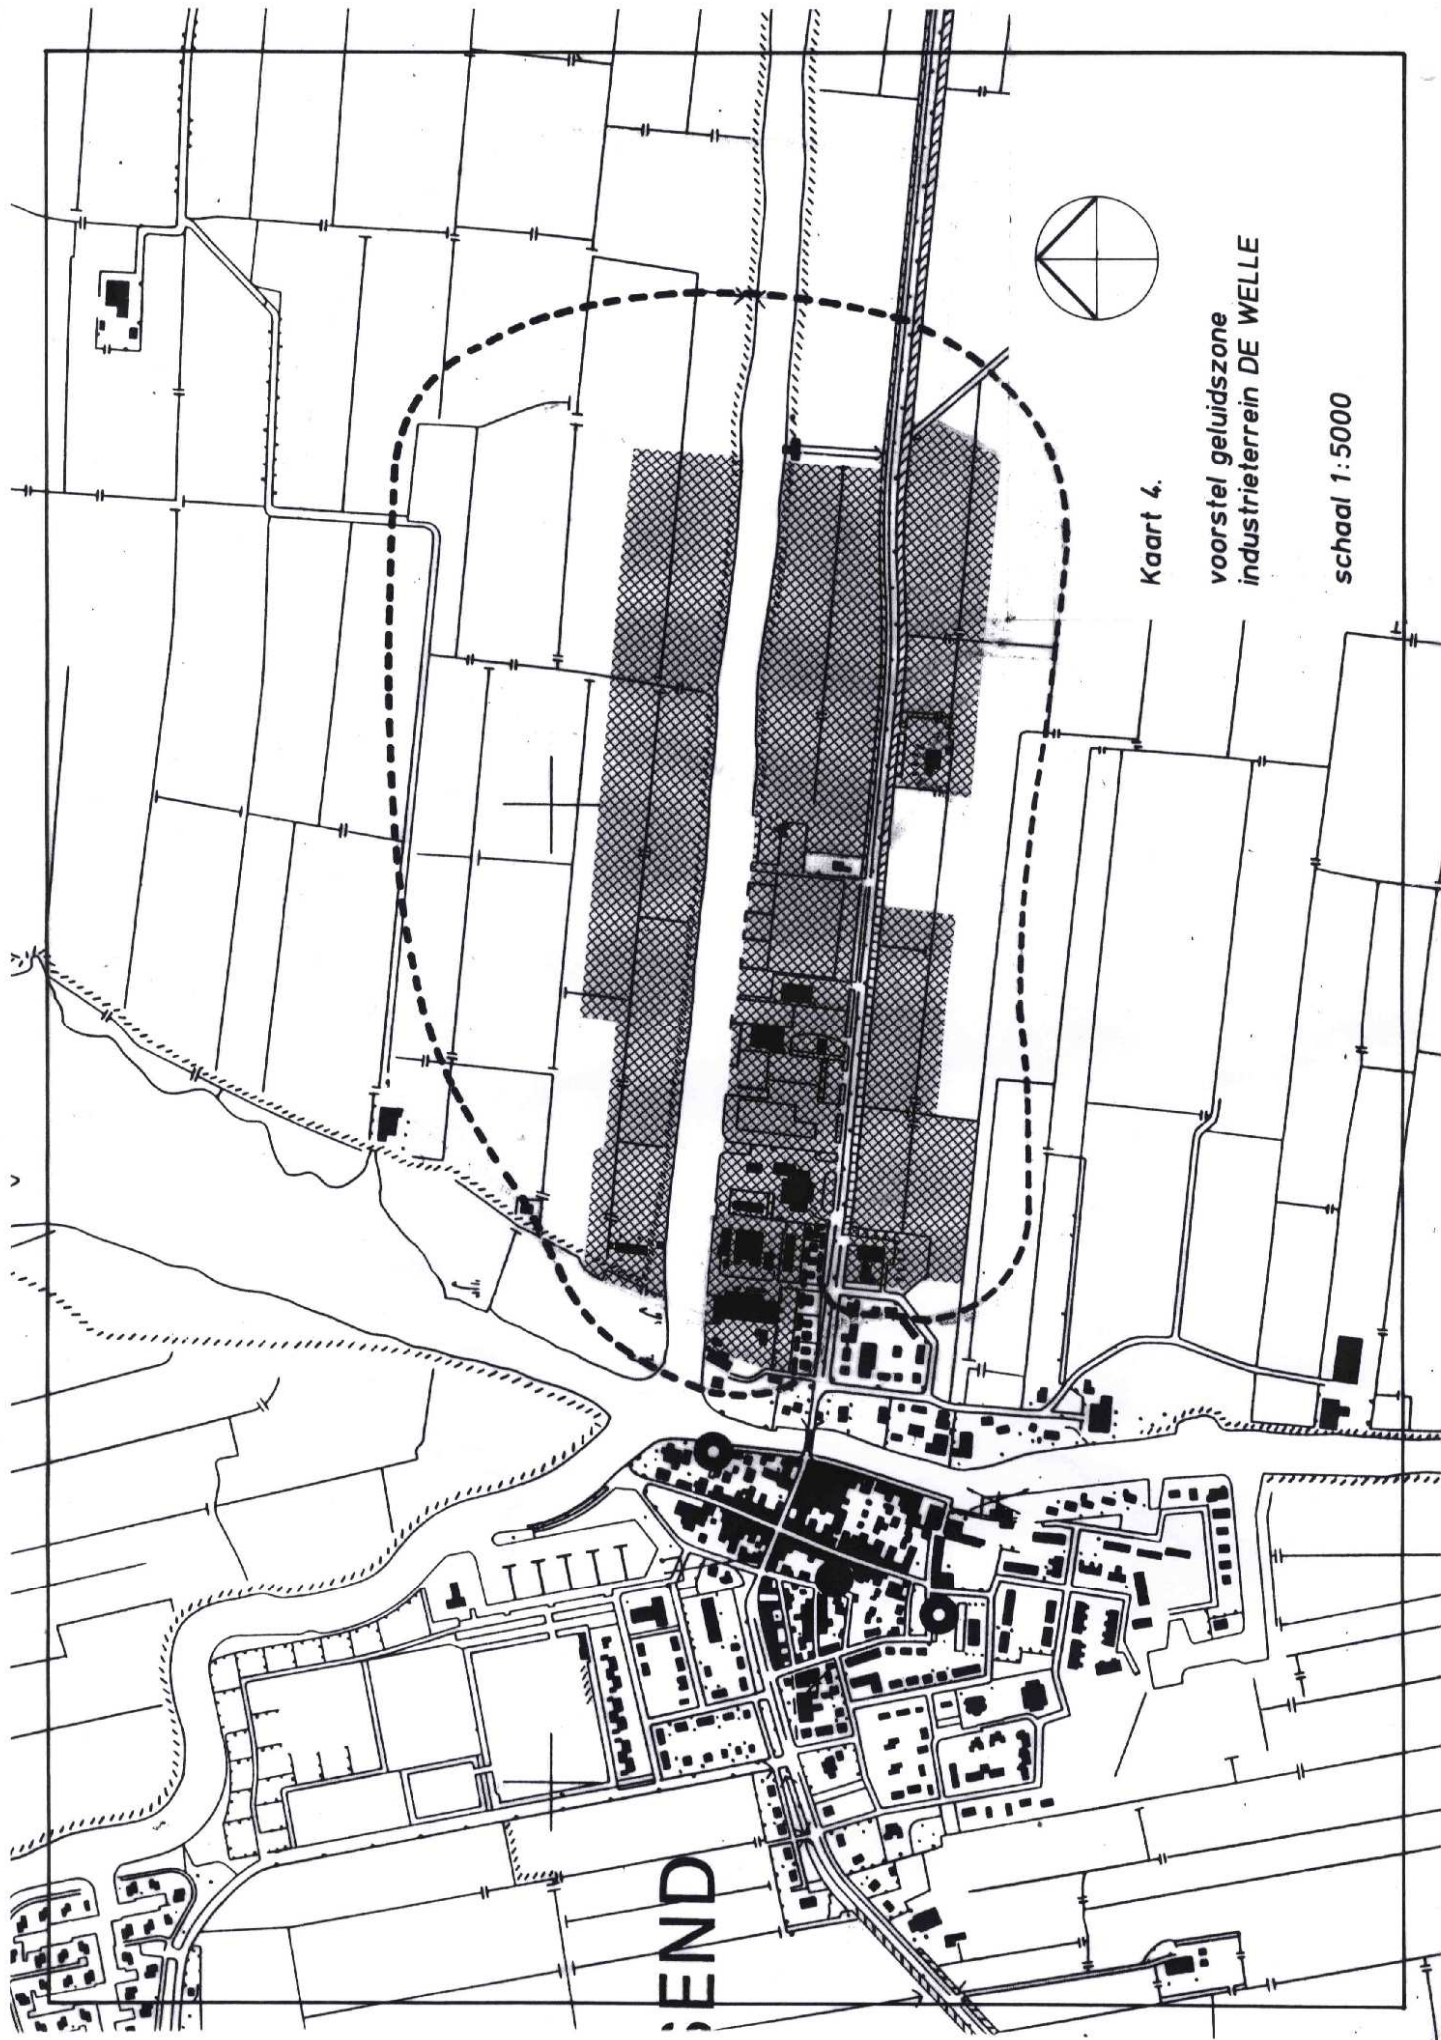 Kaart 4.
voorstel geluidszone
industrieterrein DE WELLE
schaal 1:5000
END